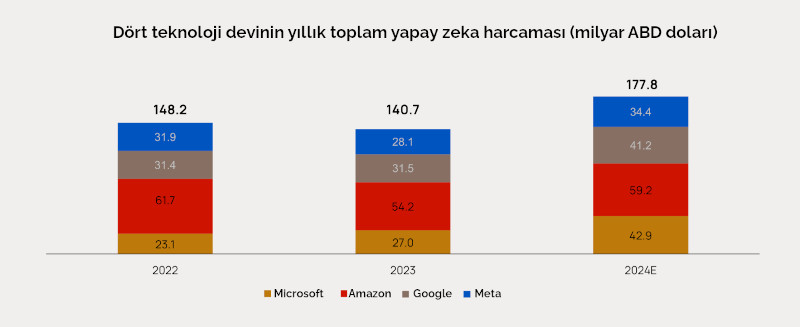 Dört teknoloji devinin yıllık toplam yapay zeka harcaması (milyar ABD doları)
148.2 140.7 177.8
31.9 28.1 34.4
31.4 31.5 41.2
61.7 54.2 59.2
23.1 27.0 42.9
2022 2023 2024E
Microsoft Amazon Google Meta